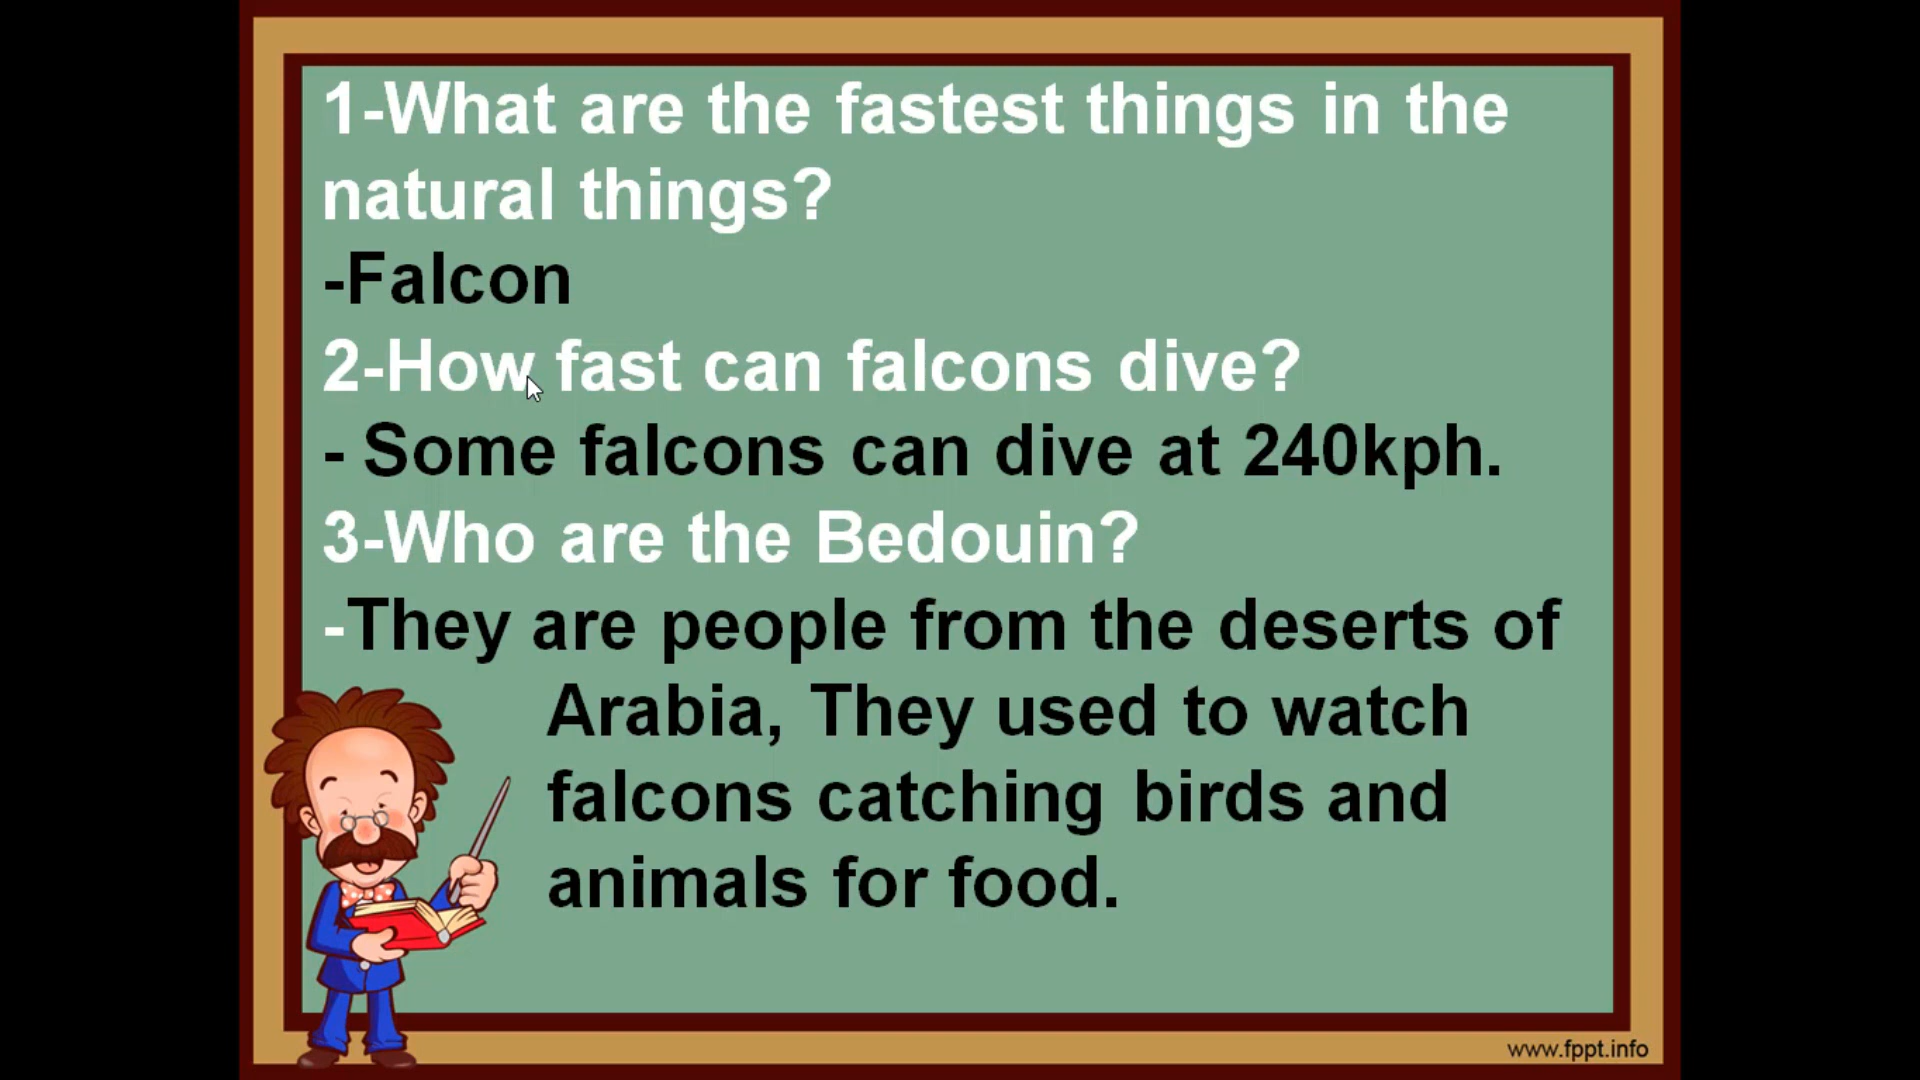 1-What are the fastest things in the
natural things?
-Falcon
2-How fast can falcons dive?
- Some falcons can dive at 240kph.
3-Who are the Bedouin?
-They are people from the deserts of
Arabia, They used to watch
falcons catching birds and
animals for food.
www.fppt.info